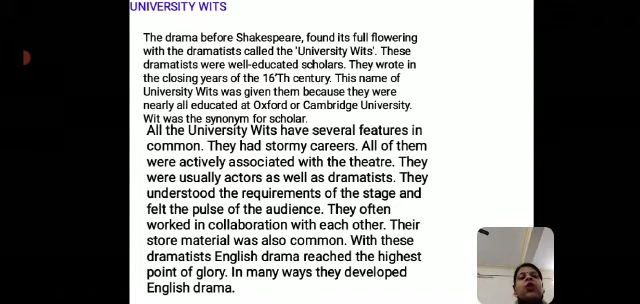 UNIVERSITY WITS
The drama before Shakespeare, found its full flowering
with the dramatists called the 'University Wits'. These
dramatists were well-educated scholars. They wrote in
the closing years of the 16'Th century. This name of
University Wits was given them because they were
nearly all educated at Oxford or Cambridge University.
Wit was the synonym for scholar.
All the University Wits have several features in
common. They had stormy careers. All of them
were actively associated with the theatre. They
were usually actors as well as dramatists. They
understood the requirements of the stage and
felt the pulse of the audience. They often
worked in collaboration with each other. Their
store material was also common. With these
dramatists English drama reached the highest
point of glory. In many ways they developed
English drama.